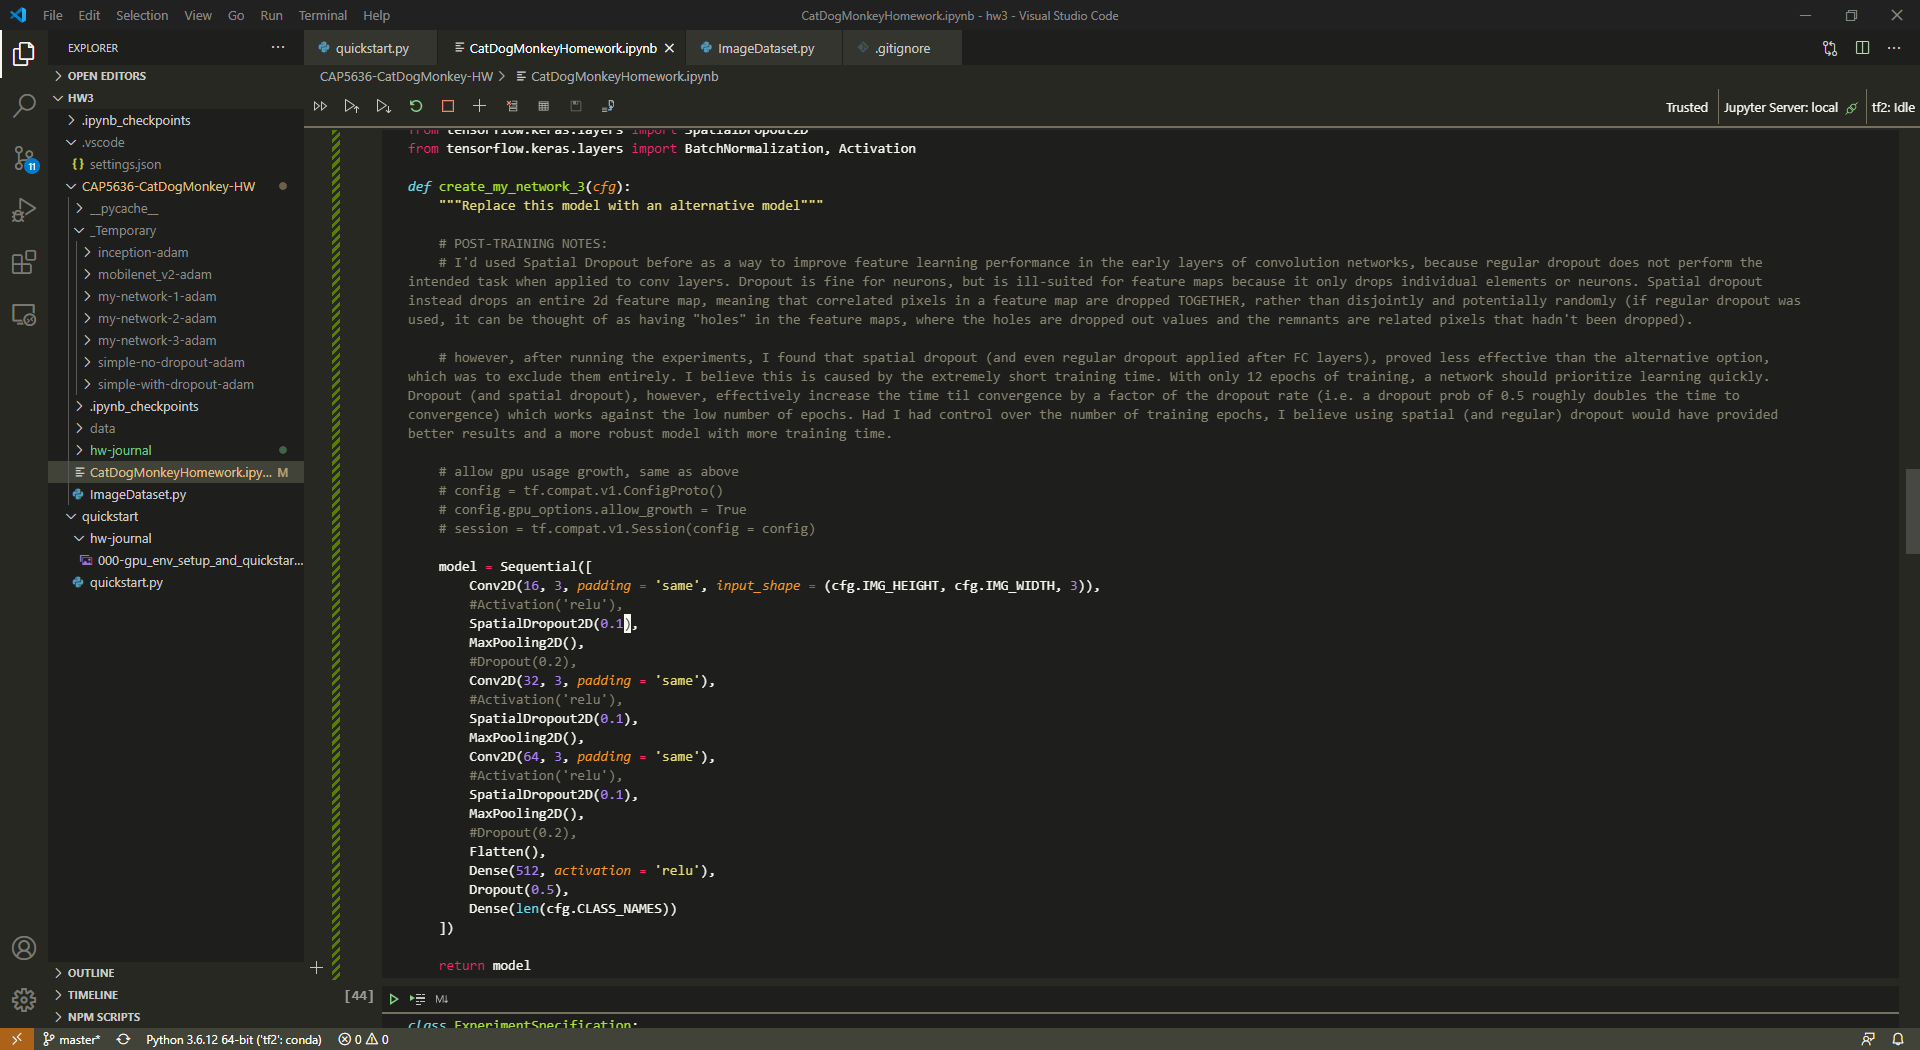 File Edit Selection View Go Run Terminal Help
CatDogMonkeyHomework.ipynb - hw3 - Visual Studio Code
EXPLORER
OPEN EDITORS
HW3
.ipynb_checkpoints
.vscode
{} settings.json
CAP5636-CatDogMonkey-HW
__pycache__
_Temporary
inception-adam
mobilenet_v2-adam
my-network-1-adam
my-network-2-adam
my-network-3-adam
simple-no-dropout-adam
simple-with-dropout-adam
.ipynb_checkpoints
data
hw-journal
CatDogMonkeyHomework.ipy... M
ImageDataset.py
quickstart
hw-journal
000-gpu_env_setup_and_quickstar...
quickstart.py
OUTLINE
TIMELINE
NPM SCRIPTS
11
quickstart.py
CatDogMonkeyHomework.ipynb
ImageDataset.py
.gitignore
CAP5636-CatDogMonkey-HW > CatDogMonkeyHomework.ipynb
Trusted
Jupyter Server: local
tf2: Idle
from tensorflow.keras.layers import SpatialDropout2D
from tensorflow.keras.layers import BatchNormalization, Activation
def create_my_network_3(cfg):
"""Replace this model with an alternative model"""
# POST-TRAINING NOTES:
# I'd used Spatial Dropout before as a way to improve feature learning performance in the early layers of convolution networks, because regular dropout does not perform the
intended task when applied to conv layers. Dropout is fine for neurons, but is ill-suited for feature maps because it only drops individual elements or neurons. Spatial dropout
instead drops an entire 2d feature map, meaning that correlated pixels in a feature map are dropped TOGETHER, rather than disjointly and potentially randomly (if regular dropout was
used, it can be thought of as having "holes" in the feature maps, where the holes are dropped out values and the remnants are related pixels that hadn't been dropped).
# however, after running the experiments, I found that spatial dropout (and even regular dropout applied after FC layers), proved less effective than the alternative option,
which was to exclude them entirely. I believe this is caused by the extremely short training time. With only 12 epochs of training, a network should prioritize learning quickly.
Dropout (and spatial dropout), however, effectively increase the time til convergence by a factor of the dropout rate (i.e. a dropout prob of 0.5 roughly doubles the time to
convergence) which works against the low number of epochs. Had I had control over the number of training epochs, I believe using spatial (and regular) dropout would have provided
better results and a more robust model with more training time.
# allow gpu usage growth, same as above
# config = tf.compat.v1.ConfigProto()
# config.gpu_options.allow_growth = True
# session = tf.compat.v1.Session(config = config)
model = Sequential([
Conv2D(16, 3, padding = 'same', input_shape = (cfg.IMG_HEIGHT, cfg.IMG_WIDTH, 3)),
#Activation('relu'),
SpatialDropout2D(0.1),
MaxPooling2D(),
#Dropout(0.2),
Conv2D(32, 3, padding = 'same'),
#Activation('relu'),
SpatialDropout2D(0.1),
MaxPooling2D(),
Conv2D(64, 3, padding = 'same'),
#Activation('relu'),
SpatialDropout2D(0.1),
MaxPooling2D(),
#Dropout(0.2),
Flatten(),
Dense(512, activation = 'relu'),
Dropout(0.5),
Dense(len(cfg.CLASS_NAMES))
])
return model
[44]
M↓
class ExperimentSpecification:
master* Python 3.6.12 64-bit ('tf2': conda) 0 0